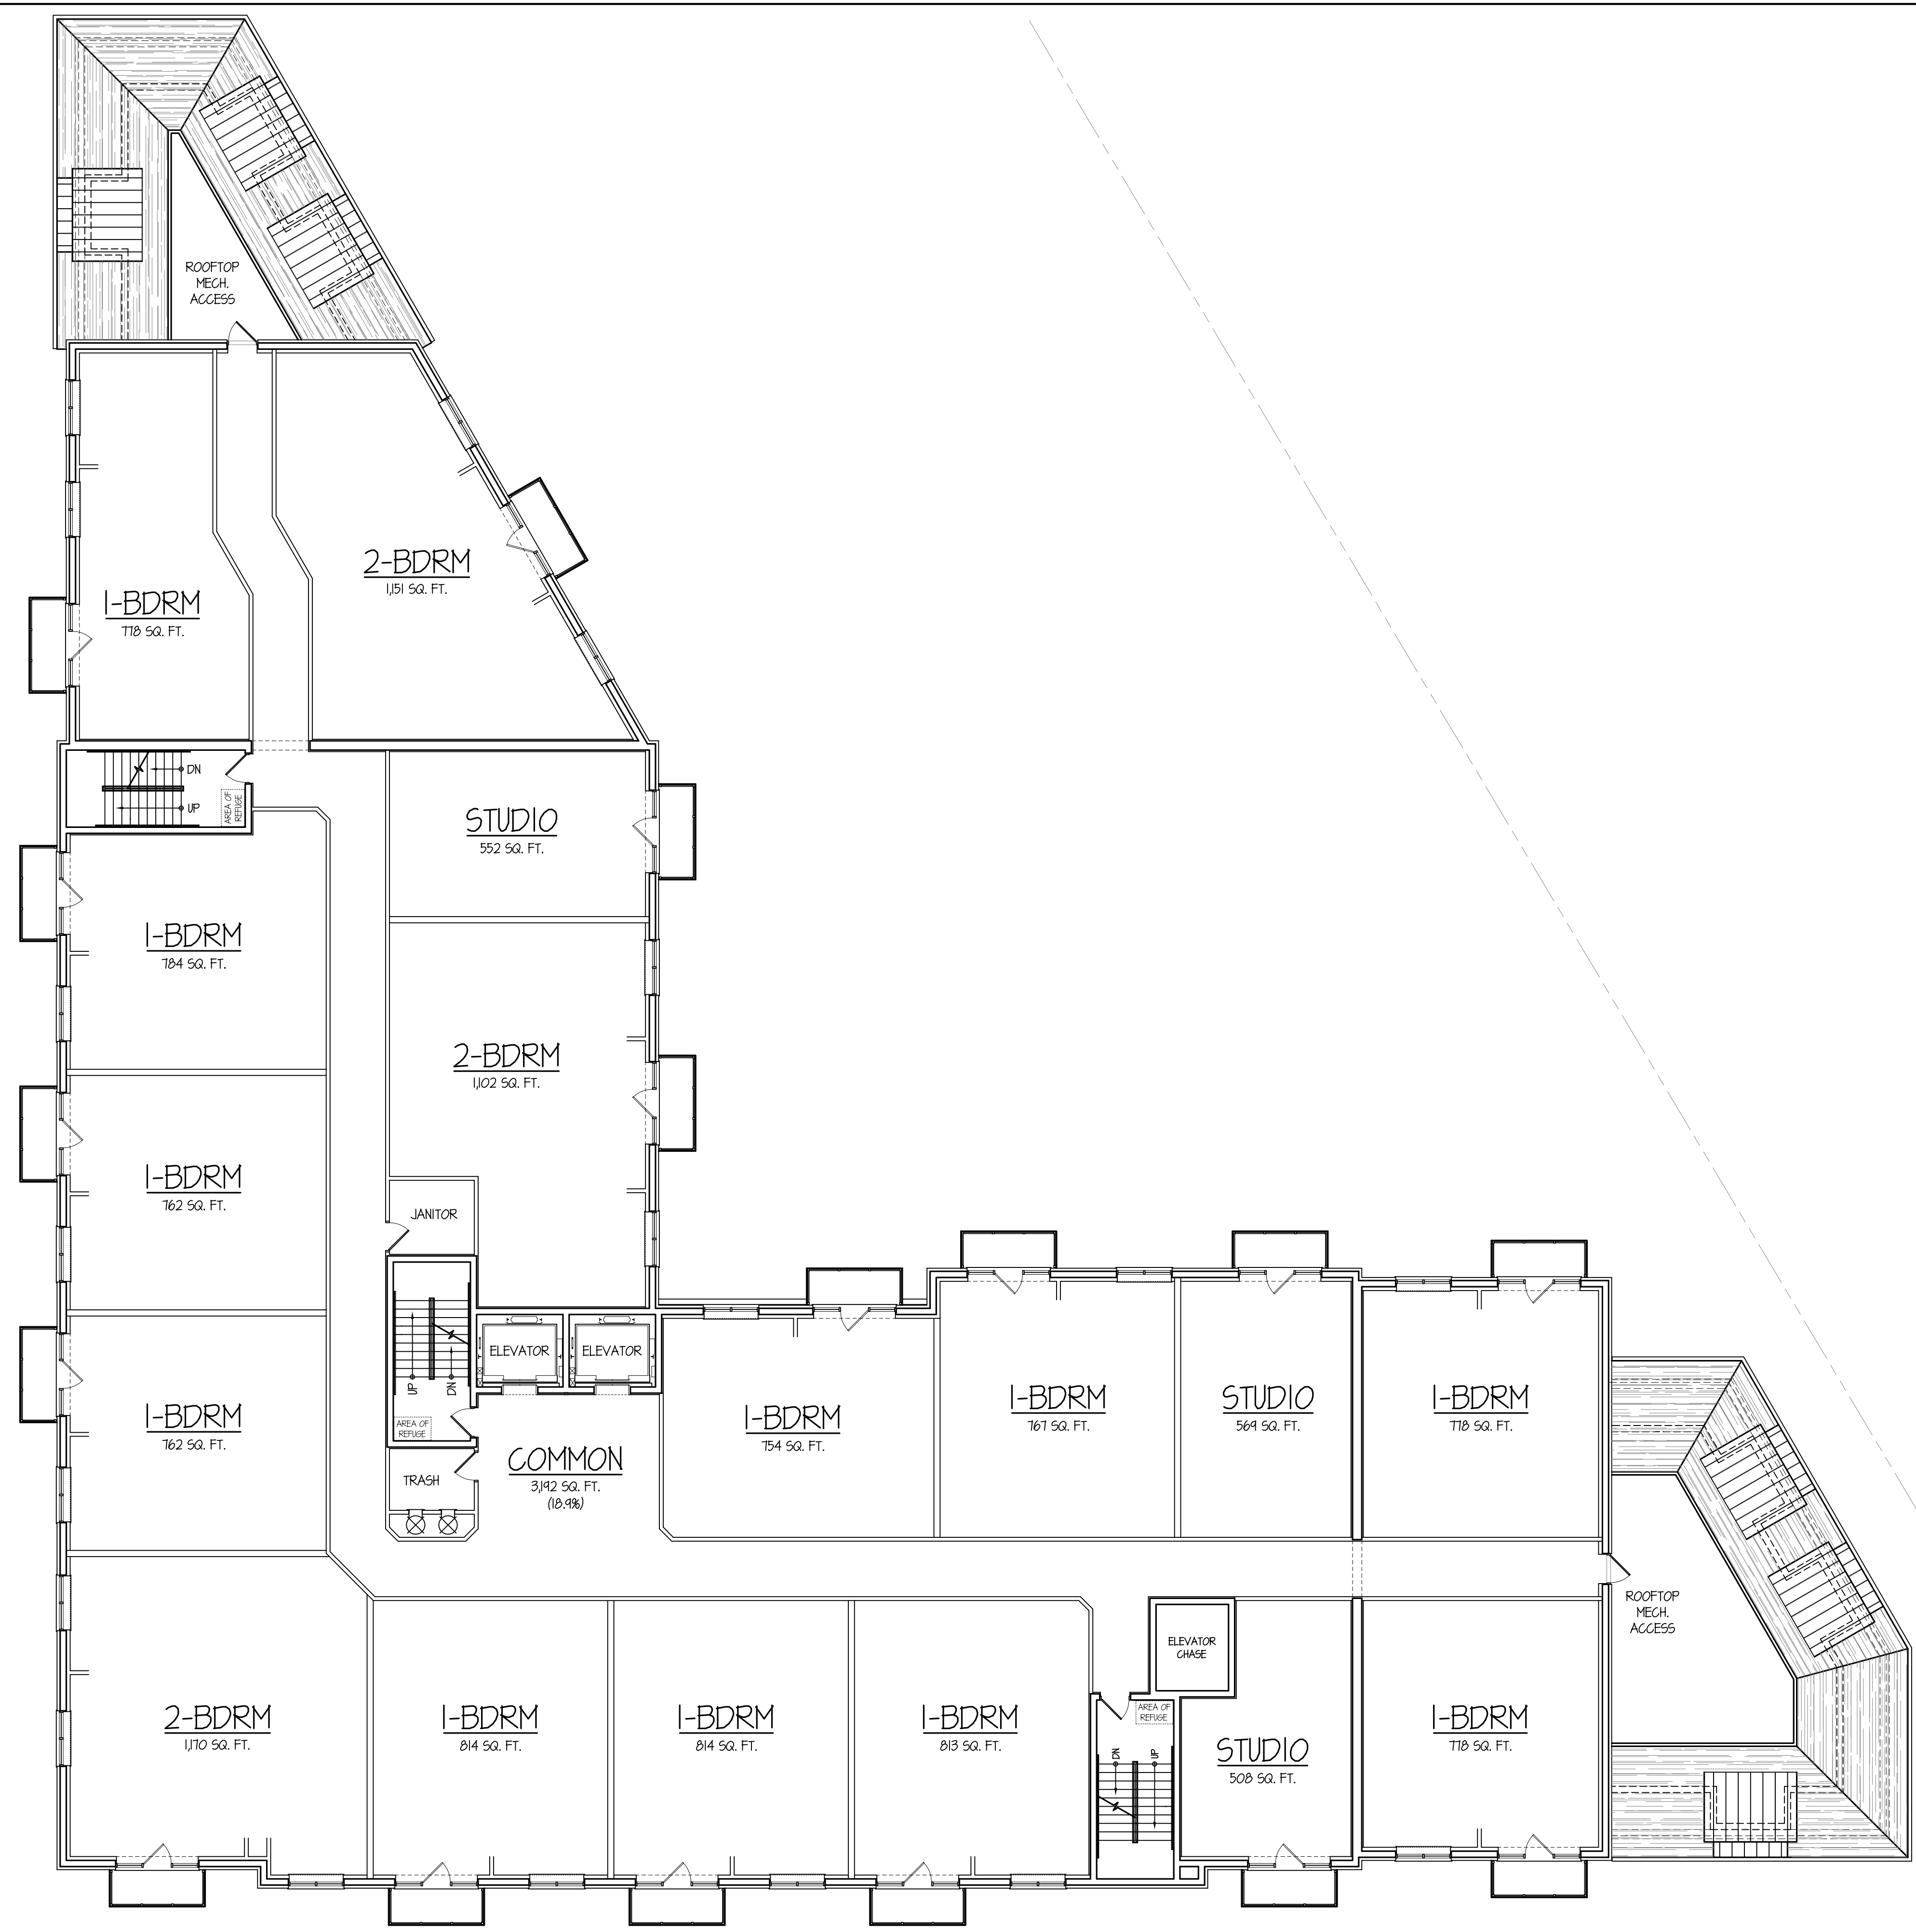 ROOFTOP
MECH.
ACCESS
2-BDRM
1,151 SQ. FT.
1-BDRM
778 SQ. FT.
DN
UP
AREA OF
REFUGE
STUDIO
552 SQ. FT.
1-BDRM
784 SQ. FT.
2-BDRM
1,102 SQ. FT.
1-BDRM
762 SQ. FT.
JANITOR
ELEVATOR
ELEVATOR
UP
DN
AREA OF
REFUGE
1-BDRM
762 SQ. FT.
TRASH
COMMON
3,192 SQ. FT.
(18.9%)
1-BDRM
754 SQ. FT.
1-BDRM
767 SQ. FT.
STUDIO
569 SQ. FT.
1-BDRM
778 SQ. FT.
ROOFTOP
MECH.
ACCESS
ELEVATOR
CHASE
2-BDRM
1,170 SQ. FT.
1-BDRM
814 SQ. FT.
1-BDRM
814 SQ. FT.
1-BDRM
813 SQ. FT.
AREA OF
REFUGE
DN
UP
STUDIO
508 SQ. FT.
1-BDRM
778 SQ. FT.